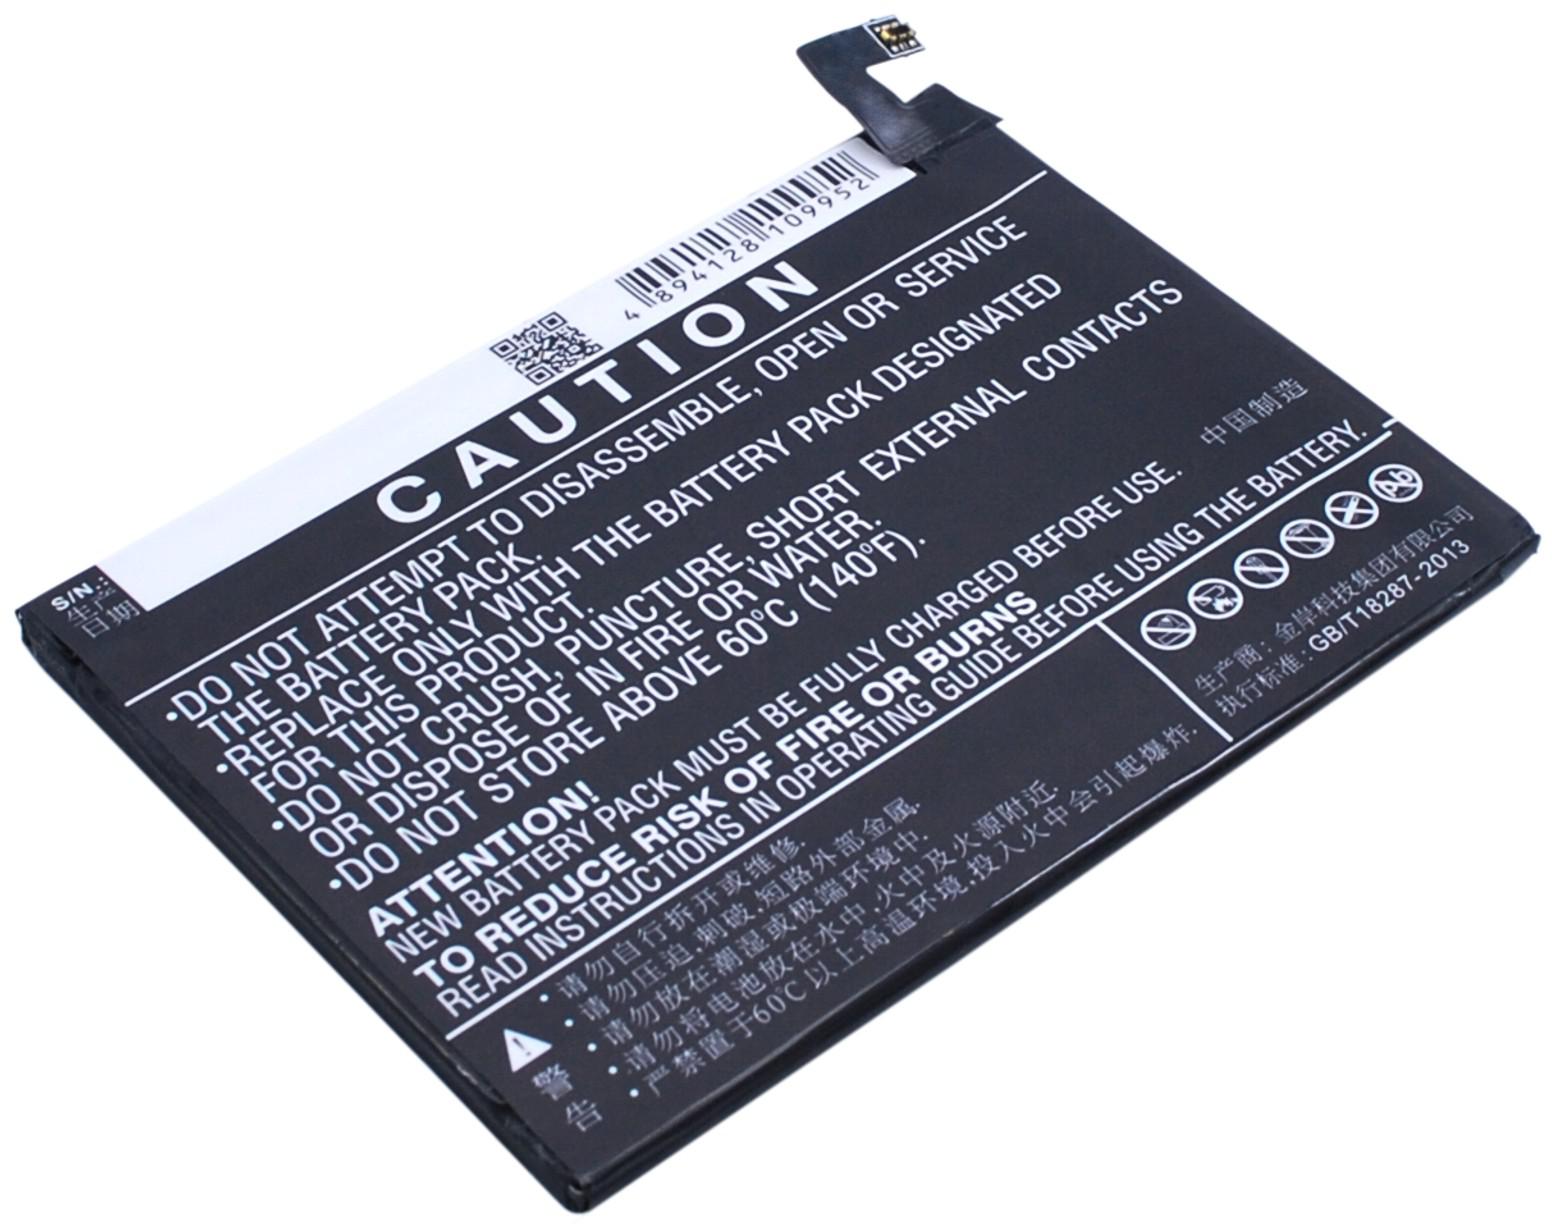 4 894128 109952
S/N.:
生产
日期
CAUTION
·DO NOT ATTEMPT TO DISASSEMBLE, OPEN OR SERVICE
THE BATTERY PACK.
·REPLACE ONLY WITH THE BATTERY PACK DESIGNATED
FOR THIS PRODUCT.
·DO NOT CRUSH, PUNCTURE, SHORT EXTERNAL CONTACTS
OR DISPOSE OF IN FIRE OR WATER.
·DO NOT STORE ABOVE 60°C (140°F).
中国制造
ATTENTION!
NEW BATTERY PACK MUST BE FULLY CHARGED BEFORE USE.
TO REDUCE RISK OF FIRE OR BURNS
READ INSTRUCTIONS IN OPERATING GUIDE BEFORE USING THE BATTERY.
警
告
·请勿自行拆开或维修.
·请勿压迫,刺破,短路外部金属.
·请勿放在潮湿或极端环境中.
·请勿将电池放在水中,火中及火源附近.
·严禁置于60℃以上高温环境,投入火中会引起爆炸.
生产商:金岸科技集团有限公司
执行标准:GB/T18287-2013